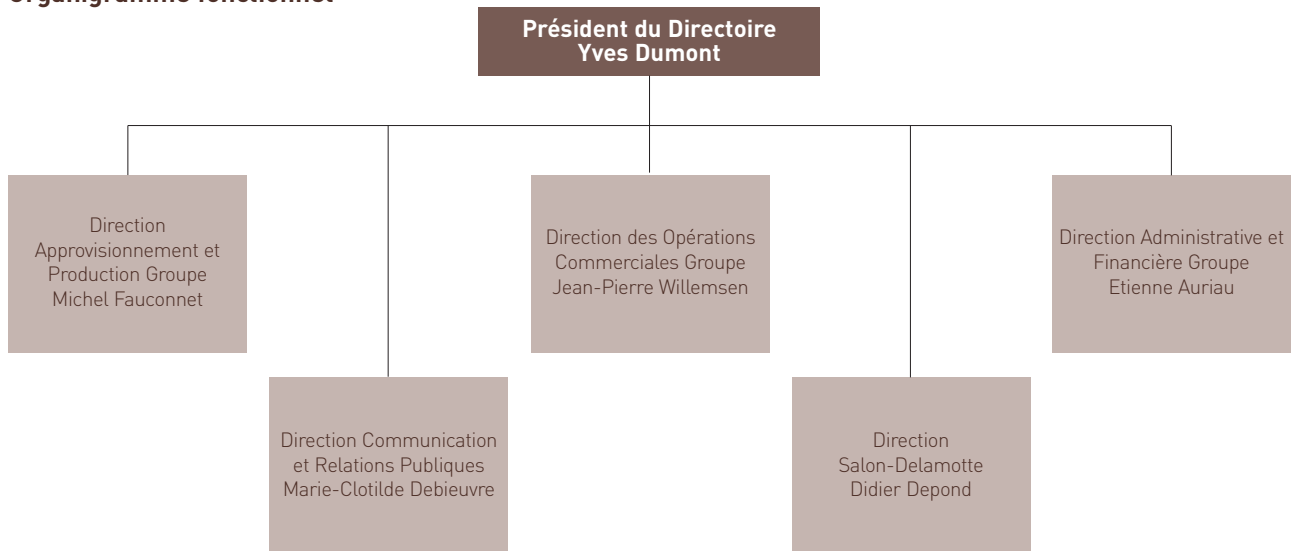 Organigramme fonctionnel
Président du Directoire
Yves Dumont
Direction
Approvisionnement et
Production Groupe
Michel Fauconnet
Direction des Opérations
Commerciales Groupe
Jean-Pierre Willemsen
Direction Administrative et
Financière Groupe
Etienne Auriau
Direction Communication
et Relations Publiques
Marie-Clotilde Debieuvre
Direction
Salon-Delamotte
Didier Depond